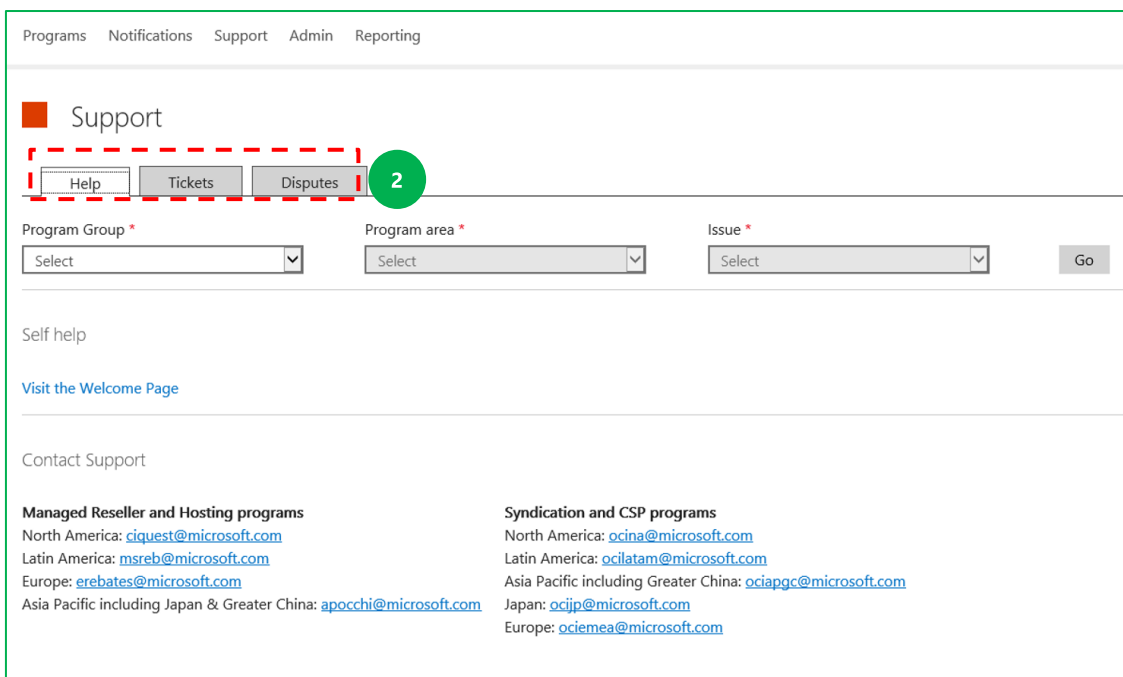 Programs Notifications Support Admin Reporting
Support
Help Tickets Disputes 2
Program Group * Program area * Issue *
Select Select Select Go
Self help
Visit the Welcome Page
Contact Support
Managed Reseller and Hosting programs
North America: ciquest@microsoft.com
Latin America: msreb@microsoft.com
Europe: erebates@microsoft.com
Asia Pacific including Japan & Greater China: apocchi@microsoft.com
Syndication and CSP programs
North America: ocina@microsoft.com
Latin America: ocilatam@microsoft.com
Asia Pacific including Greater China: ociapgc@microsoft.com
Japan: ocijp@microsoft.com
Europe: ociemea@microsoft.com